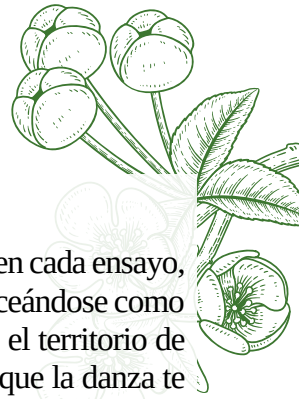 en cada ensayo,
ceándose como
el territorio de
que la danza te